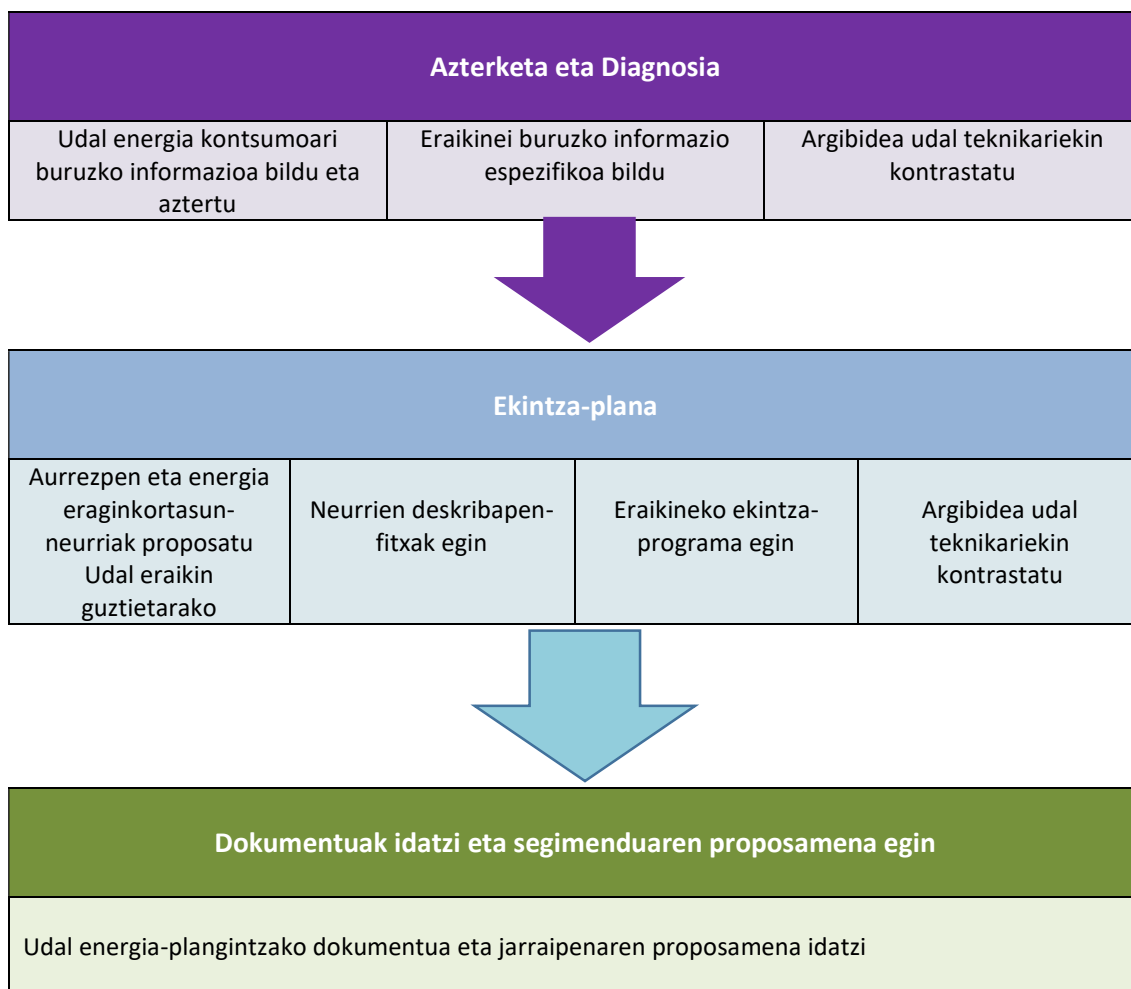 Azterketa eta Diagnosia
Udal energia kontsumoari
buruzko informazioa bildu eta
aztertu
Eraikinei buruzko informazio
espezifikoa bildu
Argibidea udal teknikariekin
kontrastatu
Ekintza-plana
Aurrezpen eta energia
eraginkortasun-
neurriak proposatu
Udal eraikin
guztietarako
Neurrien deskribapen-
fitxak egin
Eraikineko ekintza-
programa egin
Argibidea udal
teknikariekin
kontrastatu
Dokumentuak idatzi eta segimenduaren proposamena egin
Udal energia-plangintzako dokumentua eta jarraipenaren proposamena idatzi